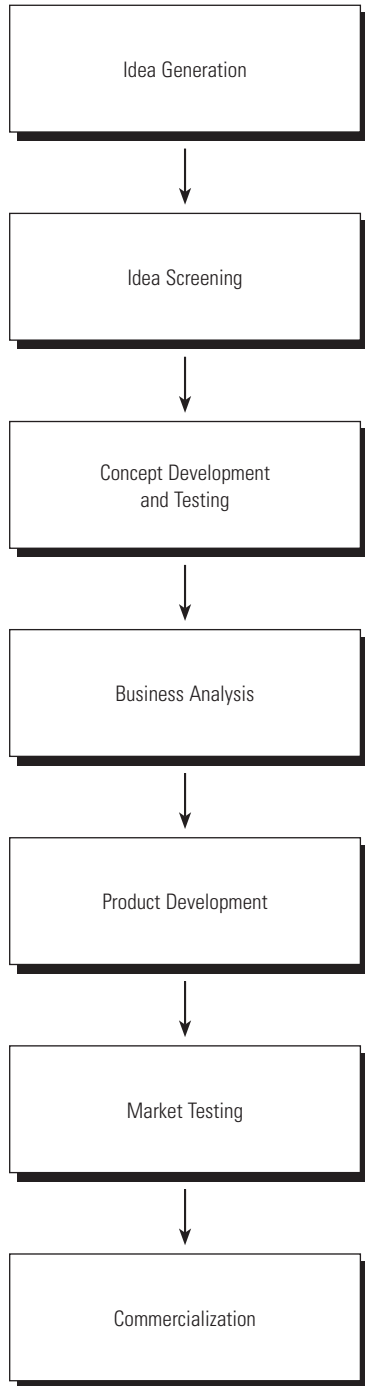 Idea Generation
Idea Screening
Concept Development
and Testing
Business Analysis
Product Development
Market Testing
Commercialization